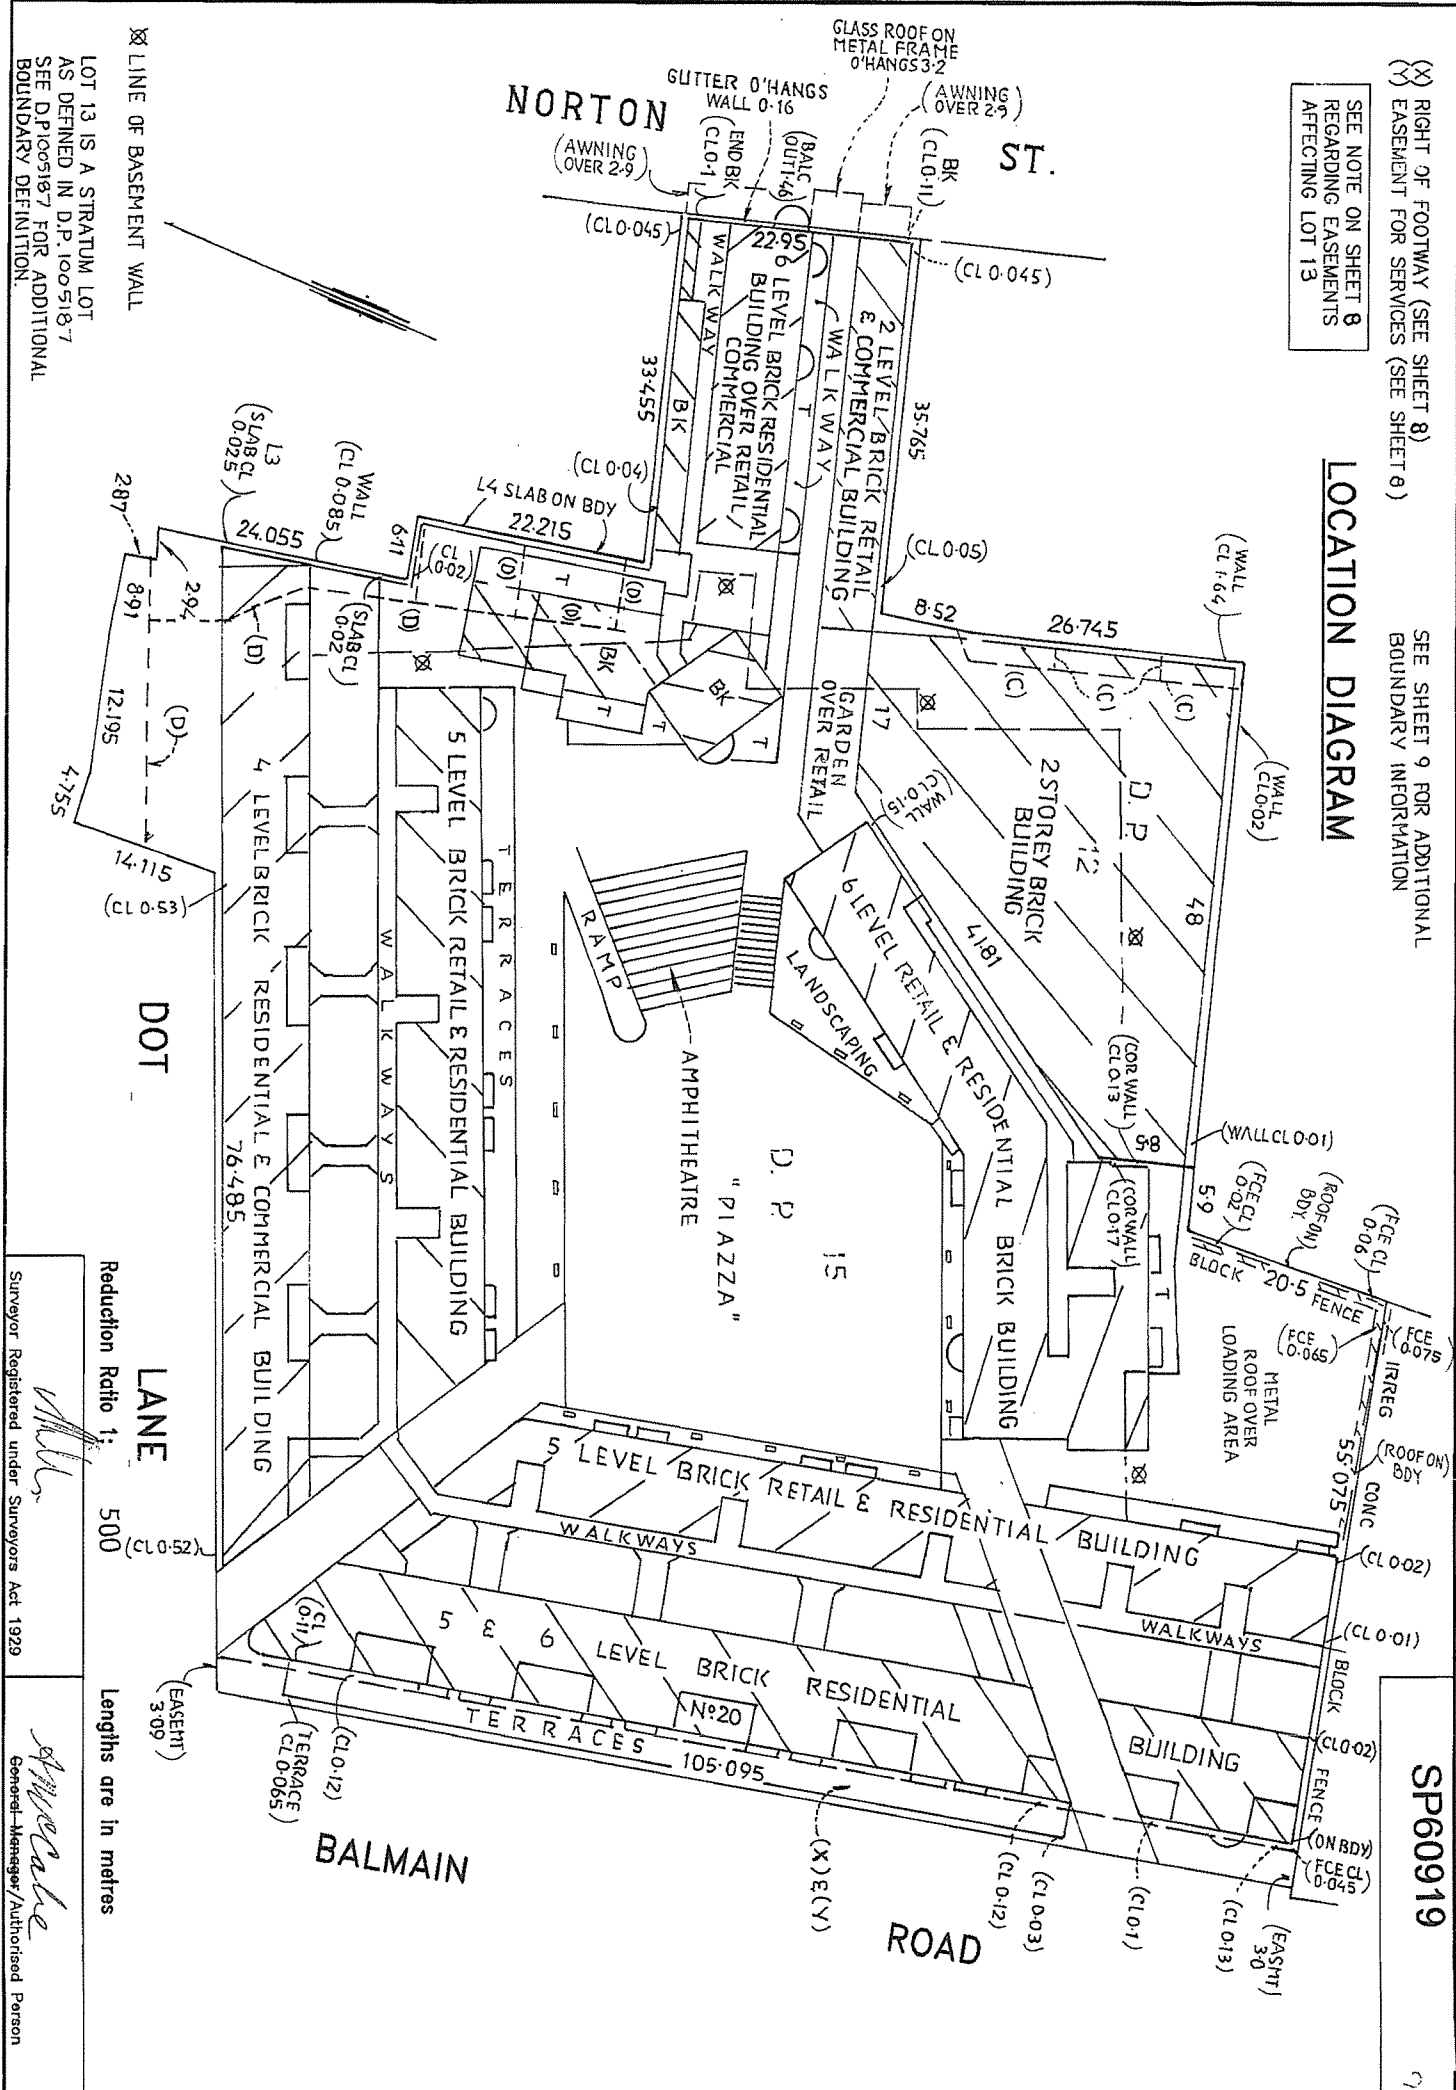 SP60919
(X) RIGHT OF FOOTWAY (SEE SHEET 8)
(Y) EASEMENT FOR SERVICES (SEE SHEET 8)
SEE SHEET 9 FOR ADDITIONAL
BOUNDARY INFORMATION
SEE NOTE ON SHEET 8
REGARDING EASEMENTS
AFFECTING LOT 13
LOCATION DIAGRAM
NORTON
ST.
GLASS ROOF ON
METAL FRAME
O'HANGS 3·2
GUTTER O'HANGS
WALL 0·16
(AWNING
OVER 2·9)
(AWNING
OVER 2·9)
(BALC
OUT 1·46)
(END BK
CL 0·1)
(BK
CL 0·11)
(CL 0·045)
(CL 0·045)
22·95
35·765
33·455
2 LEVEL BRICK RETAIL
& COMMERCIAL BUILDING
WALKWAY
T
6 LEVEL BRICK RESIDENTIAL
BUILDING OVER RETAIL
COMMERCIAL
WALKWAY
BK
(CL 0·04)
(CL 0·05)
8·52
26·745
(WALL
CL 1·64)
(WALL
CL 0·02)
48
(C)
(C)
(C)
D. P.
12
2 STOREY BRICK
BUILDING
17
GARDEN
OVER RETAIL
(WALL
CL 0·15)
41·81
(COR WALL
CL 0·13)
8·5
(COR WALL
CL 0·17)
(WALL CL 0·01)
5·9
(FCE CL
0·02)
(ROOF ON
BDY)
(FCE CL
0·06)
BLOCK
20·5
FENCE
(FCE
0·065)
(FCE
0·075)
IRREG
METAL
ROOF OVER
LOADING AREA
(ROOF ON
BDY)
55·075
CONC
BLOCK
FENCE
(CL 0·02)
(CL 0·01)
(CL 0·02)
(ON BDY)
(FCE CL
0·045)
(EASMT
3·0)
(CL 0·13)
(CL 0·1)
(CL 0·03)
(CL 0·12)
(X) & (Y)
6 LEVEL RETAIL & RESIDENTIAL BRICK BUILDING
LANDSCAPING
T
L4 SLAB ON BDY
22·215
6·11
(CL
0·02)
(D)
T
(D)
(D)
(D)
BK
BK
T
T
T
(WALL
CL 0·085)
(L3
SLAB CL
0·025)
24.055
(SLAB CL
0·02)
2·87
2·94
8·91
12.195
4·755
14.115
(D)
(D)
(CL 0·53)
RAMP
AMPHITHEATRE
D. P.
15
"PIAZZA"
TERRACES
5 LEVEL BRICK RETAIL & RESIDENTIAL BUILDING
WALKWAYS
4 LEVEL BRICK RESIDENTIAL & COMMERCIAL BUILDING
76·485
DOT
LANE
(CL 0·52)
5 LEVEL BRICK RETAIL & RESIDENTIAL BUILDING
WALKWAYS
WALKWAYS
5 & 6 LEVEL BRICK RESIDENTIAL BUILDING
Nº20
TERRACES
105·095
(CL
0·11)
(CL 0·12)
(TERRACE
CL 0·065)
(EASEMT
3·09)
BALMAIN
ROAD
LINE OF BASEMENT WALL
LOT 13 IS A STRATUM LOT
AS DEFINED IN D.P. 1005187
SEE D.P.1005187 FOR ADDITIONAL
BOUNDARY DEFINITION.
Reduction Ratio 1: 500
Lengths are in metres
Surveyor Registered under Surveyors Act 1929
General Manager/Authorised Person